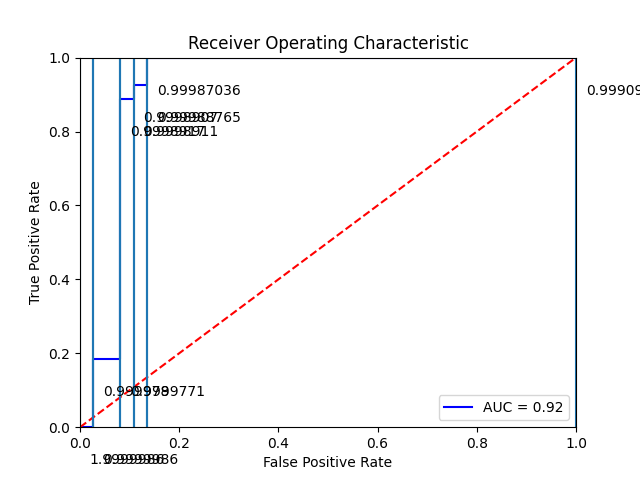 Receiver Operating Characteristic
1.0
0.99987036
0.99909
0.8
0.6
True Positive Rate
0.4
0.2
AUC = 0.92
0.0
0.0 0.2 0.4 0.6 0.8 1.0
False Positive Rate